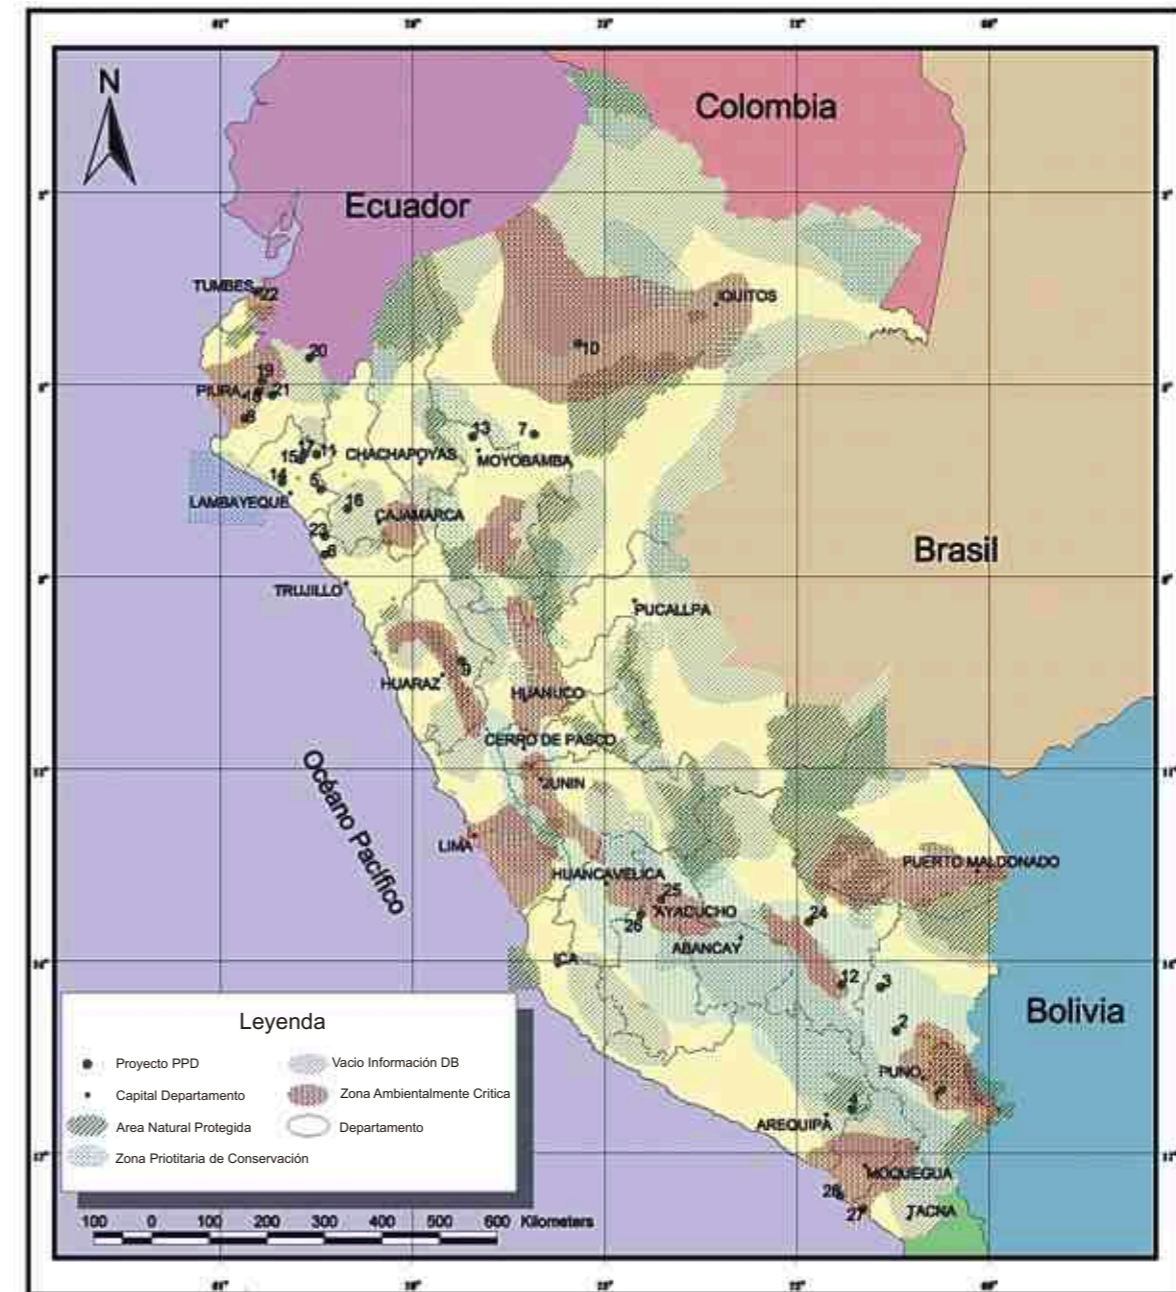 N
Colombia
Ecuador
TUMBES
22
IQUITOS
20
10
19
PIURA
18
21
8
13
7
17
11
15
CHACHAPOYAS
MOYOBAMBA
14
5
LAMBAYEQUE
16
CAJAMARCA
23
6
Brasil
TRUJILLO
PUCALLPA
9
HUARAZ
HUANUCO
CERRO DE PASCO
Océano Pacífico
JUNIN
LIMA
PUERTO MALDONADO
HUANCAVELICA
25
AYACUCHO
26
24
ABANCAY
ICA
12
3
Bolivia
2
PUNO
4
AREQUIPA
MOQUEGUA
28
27
TACNA
Leyenda
Proyecto PPD
Vacio Información DB
Capital Departamento
Zona Ambientalmente Critica
Area Natural Protegida
Departamento
Zona Priotitaria de Conservación
100 0 100 200 300 400 500 600 Kilometers